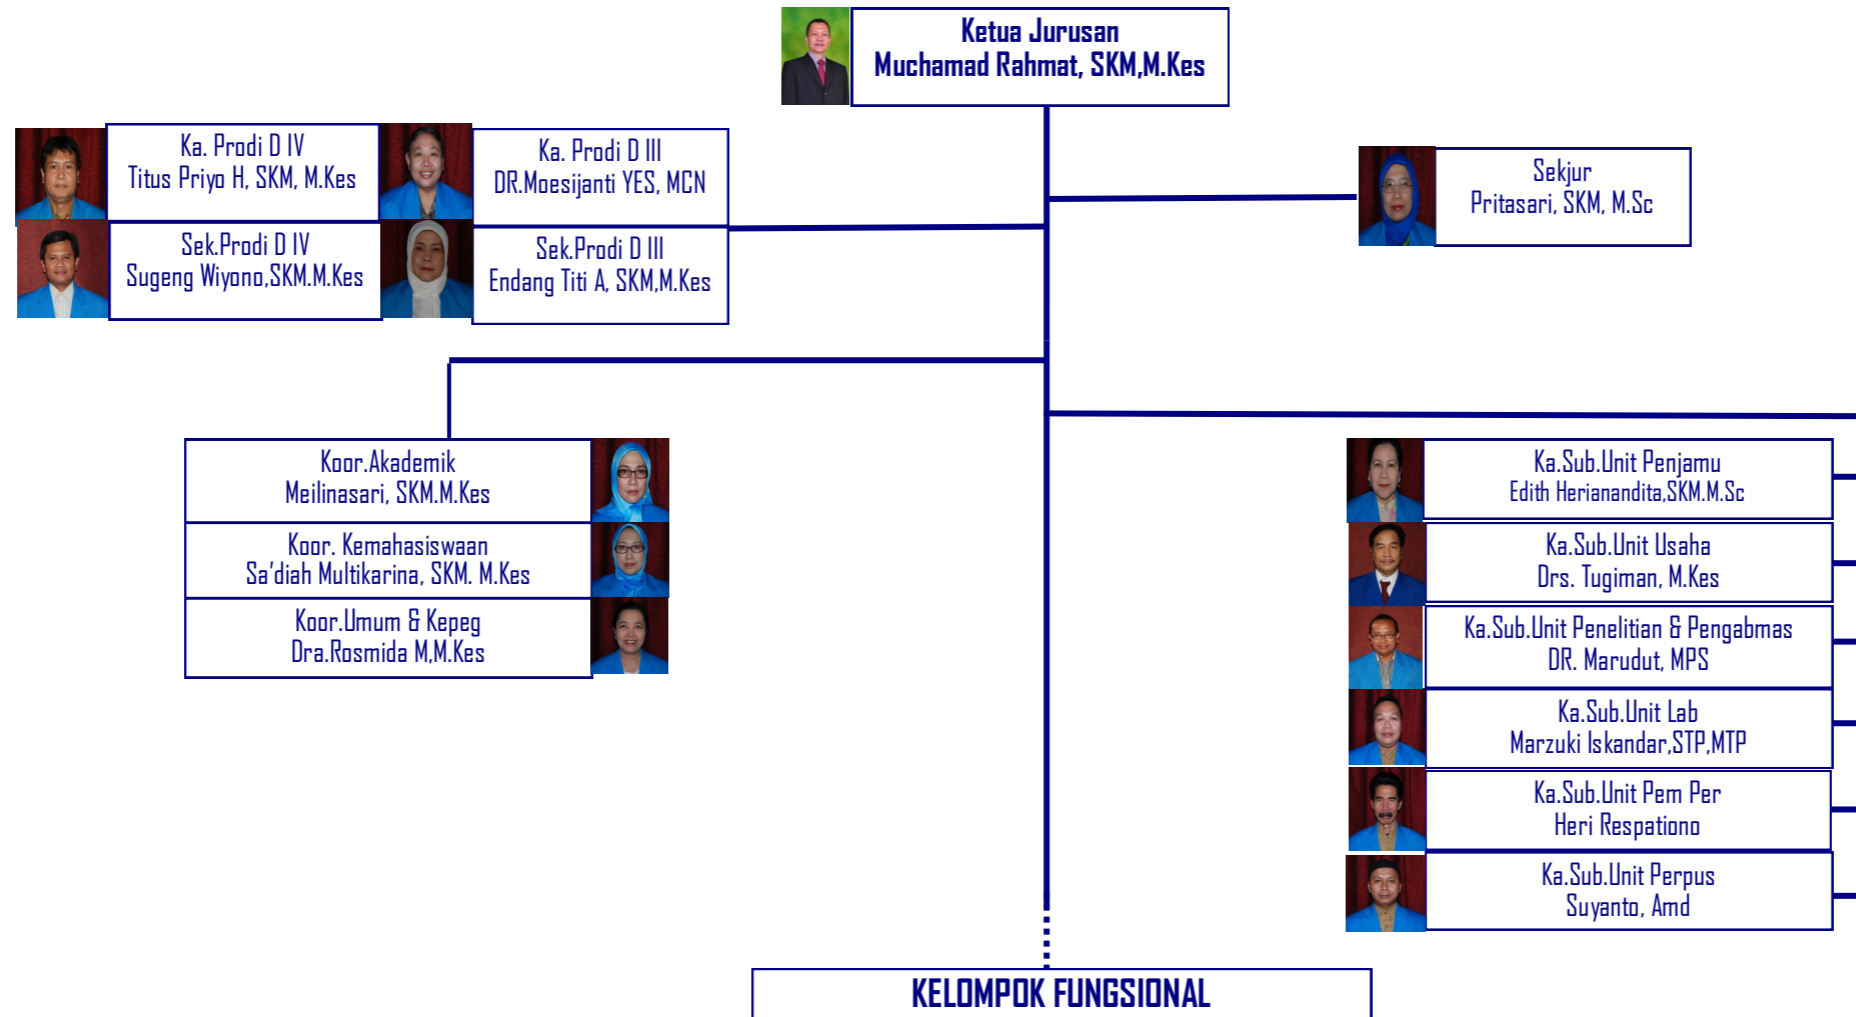 Ketua Jurusan
Muchamad Rahmat, SKM,M.Kes
Ka. Prodi D IV
Titus Priyo H, SKM, M.Kes
Ka. Prodi D III
DR.Moesijanti YES, MCN
Sek.Prodi D IV
Sugeng Wiyono,SKM.M.Kes
Sek.Prodi D III
Endang Titi A, SKM,M.Kes
Sekjur
Pritasari, SKM, M.Sc
Koor.Akademik
Meilinasari, SKM.M.Kes
Koor. Kemahasiswaan
Sa’diah Multikarina, SKM. M.Kes
Koor.Umum & Kepeg
Dra.Rosmida M,M.Kes
Ka.Sub.Unit Penjamu
Edith Herianandita,SKM.M.Sc
Ka.Sub.Unit Usaha
Drs. Tugiman, M.Kes
Ka.Sub.Unit Penelitian & Pengabmas
DR. Marudut, MPS
Ka.Sub.Unit Lab
Marzuki Iskandar,STP,MTP
Ka.Sub.Unit Pem Per
Heri Respationo
Ka.Sub.Unit Perpus
Suyanto, Amd
KELOMPOK FUNGSIONAL